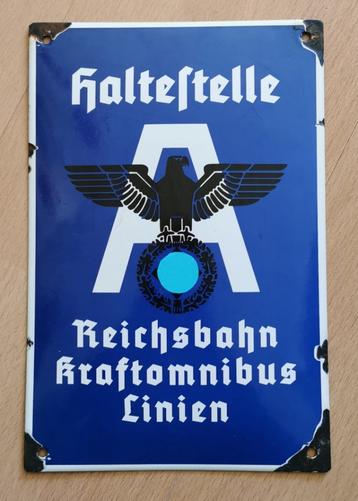 Halteſtelle
A
Reichsbahn
Kraftomnibus
Linien